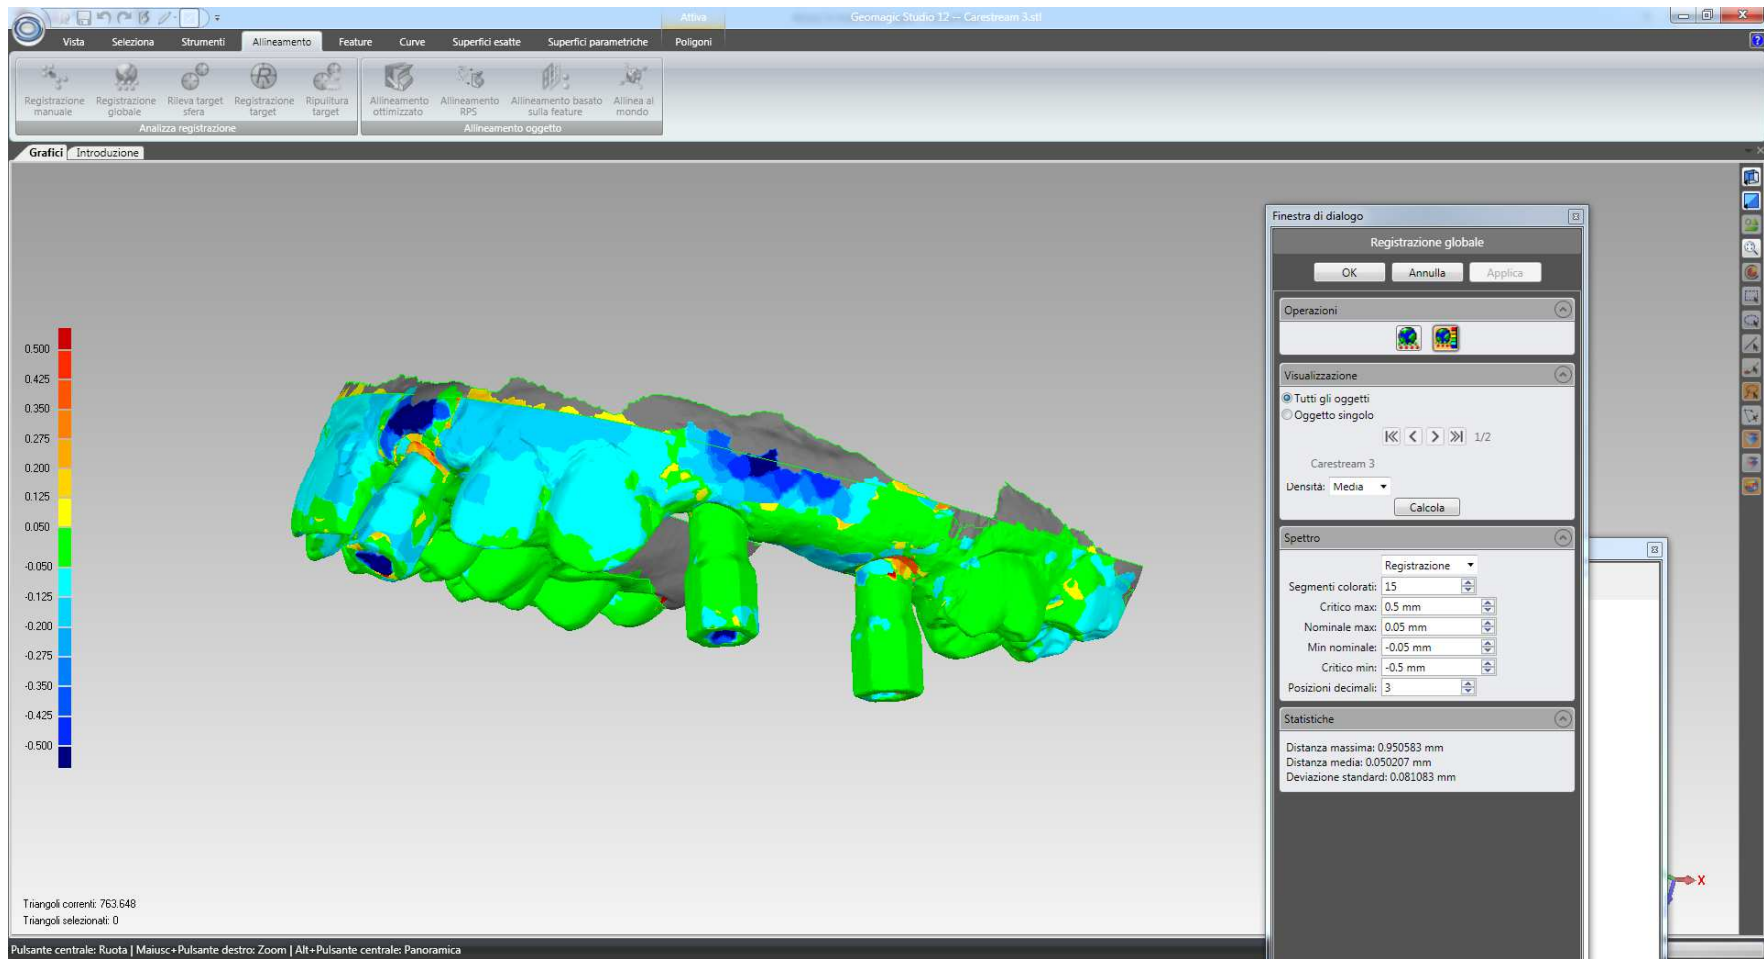 Attiva
Geomagic Studio 12 -- Carestream 3.stl
Vista Seleziona Strumenti Allineamento Feature Curve Superfici esatte Superfici parametriche Poligoni
Registrazione manuale
Registrazione globale
Rileva target sfera
Registrazione target
Ripulitura target
Allineamento ottimizzato
Allineamento RPS
Allineamento basato sulla feature
Allinea al mondo
Analizza registrazione
Allineamento oggetto
Grafici Introduzione
0.500
0.425
0.350
0.275
0.200
0.125
0.050
-0.050
-0.125
-0.200
-0.275
-0.350
-0.425
-0.500
Finestra di dialogo
Registrazione globale
OK Annulla Applica
Operazioni
Visualizzazione
Tutti gli oggetti
Oggetto singolo
1/2
Carestream 3
Densità: Media
Calcola
Spettro
Registrazione
Segmenti colorati: 15
Critico max: 0.5 mm
Nominale max: 0.05 mm
Min nominale: -0.05 mm
Critico min: -0.5 mm
Posizioni decimali: 3
Statistiche
Distanza massima: 0.950583 mm
Distanza media: 0.050207 mm
Deviazione standard: 0.081083 mm
X
Triangoli correnti: 763.648
Triangoli selezionati: 0
Pulsante centrale: Ruota | Maiusc+Pulsante destro: Zoom | Alt+Pulsante centrale: Panoramica